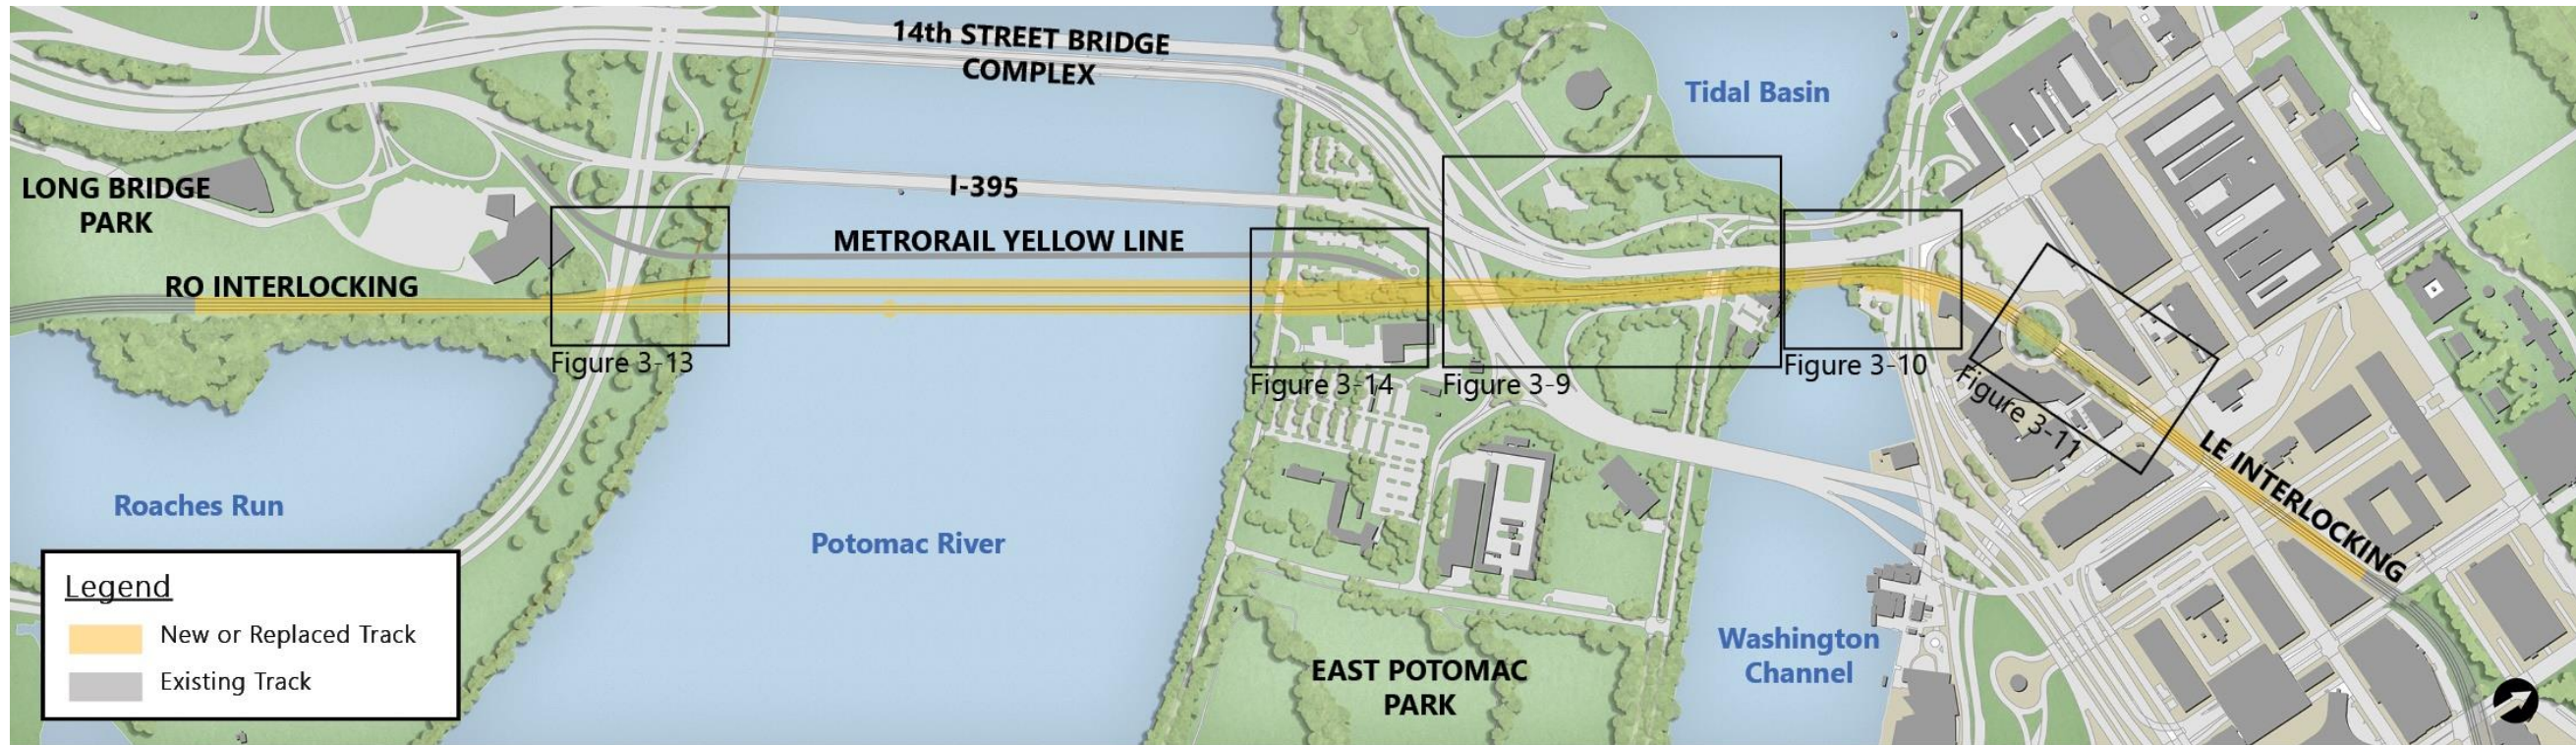 14th STREET BRIDGE
COMPLEX
Tidal Basin
I-395
LONG BRIDGE
PARK
METRORAIL YELLOW LINE
RO INTERLOCKING
Figure 3-13
Figure 3-14
Figure 3-9
Figure 3-10
Figure 3-11
LE INTERLOCKING
Roaches Run
Potomac River
Washington
Channel
EAST POTOMAC
PARK
Legend
New or Replaced Track
Existing Track